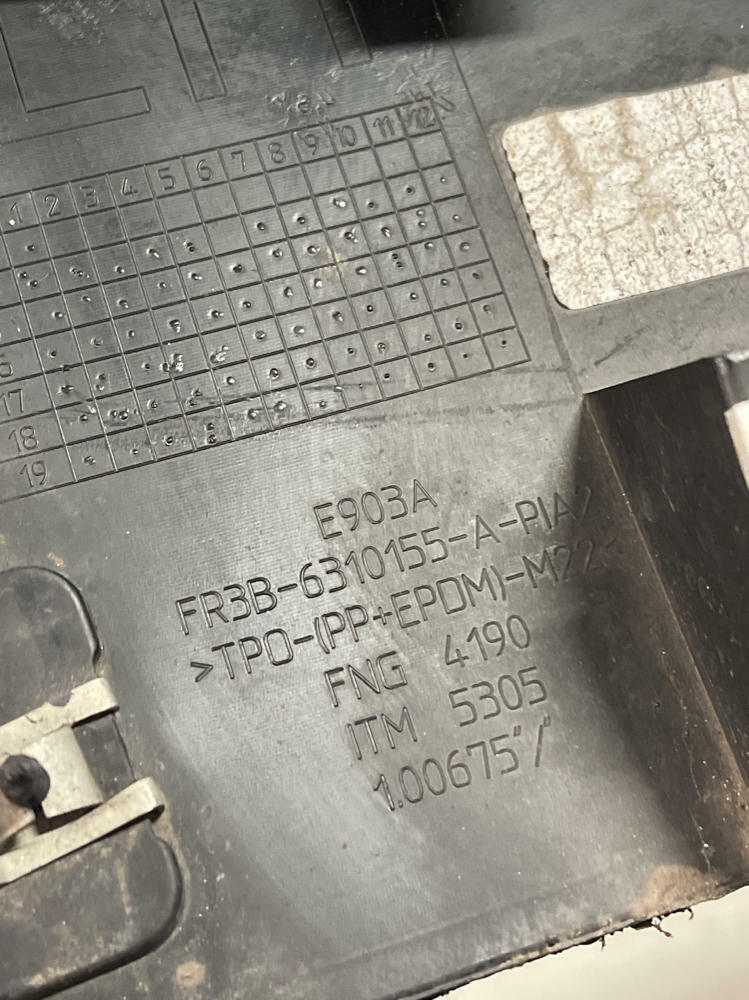 1 2 3 4 5 6 7 8 9 10 11 12
17
18
19
E903A
FR3B-6310155-A-PIA2
>TPO-(PP+EPDM)-M22<
FNG 4190
ITM 5305
1.00675"/"